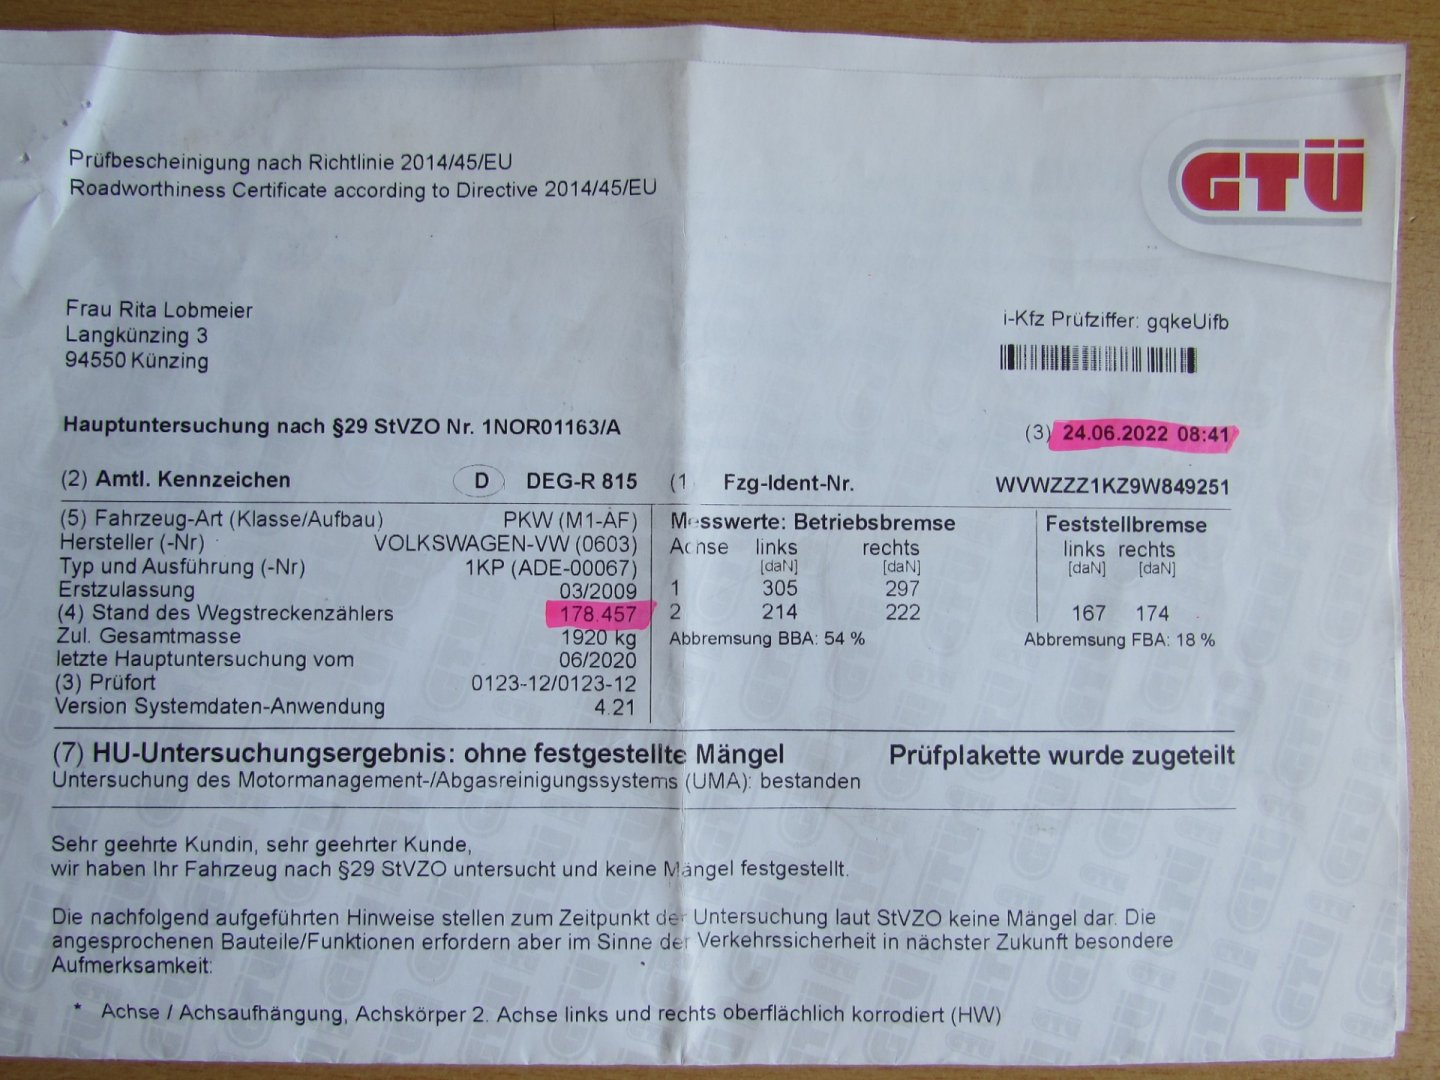 Prüfbescheinigung nach Richtlinie 2014/45/EU
Roadworthiness Certificate according to Directive 2014/45/EU
GTÜ
Frau Rita Lobmeier
Langkünzing 3
94550 Künzing
i-Kfz Prüfziffer: gqkeUifb
Hauptuntersuchung nach §29 StVZO Nr. 1NOR01163/A
(3) 24.06.2022 08:41
(2) Amtl. Kennzeichen D DEG-R 815
(1 Fzg-Ident-Nr. WVWZZZ1KZ9W849251
(5) Fahrzeug-Art (Klasse/Aufbau) PKW (M1-AF)
Hersteller (-Nr) VOLKSWAGEN-VW (0603)
Typ und Ausführung (-Nr) 1KP (ADE-00067)
Erstzulassung 03/2009
(4) Stand des Wegstreckenzählers 178.457
Zul. Gesamtmasse 1920 kg
letzte Hauptuntersuchung vom 06/2020
(3) Prüfort 0123-12/0123-12
Version Systemdaten-Anwendung 4.21
Messwerte: Betriebsbremse
Achse links rechts
[daN] [daN]
1 305 297
2 214 222
Abbremsung BBA: 54 %
Feststellbremse
links rechts
[daN] [daN]
167 174
Abbremsung FBA: 18 %
(7) HU-Untersuchungsergebnis: ohne festgestellte Mängel Prüfplakette wurde zugeteilt
Untersuchung des Motormanagement-/Abgasreinigungssystems (UMA): bestanden
Sehr geehrte Kundin, sehr geehrter Kunde,
wir haben Ihr Fahrzeug nach §29 StVZO untersucht und keine Mängel festgestellt.
Die nachfolgend aufgeführten Hinweise stellen zum Zeitpunkt der Untersuchung laut StVZO keine Mängel dar. Die
angesprochenen Bauteile/Funktionen erfordern aber im Sinne der Verkehrssicherheit in nächster Zukunft besondere
Aufmerksamkeit:
* Achse / Achsaufhängung, Achskörper 2. Achse links und rechts oberflächlich korrodiert (HW)